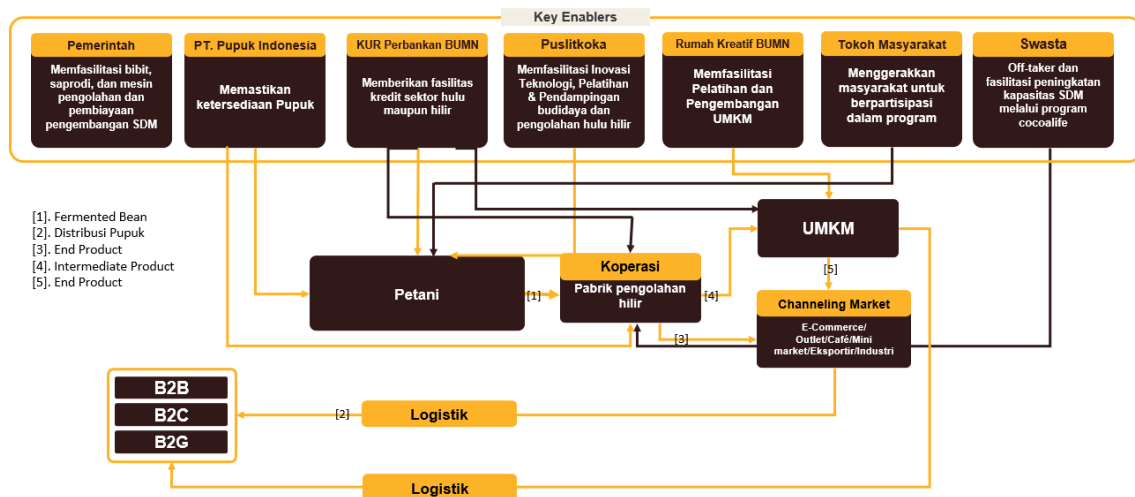 Key Enablers
Pemerintah
Memfasilitasi bibit,
saprodi, dan mesin
pengolahan dan
pembiayaan
pengembangan SDM
PT. Pupuk Indonesia
Memastikan
ketersediaan Pupuk
KUR Perbankan BUMN
Memberikan fasilitas
kredit sektor hulu
maupun hilir
Puslitkoka
Memfasilitasi Inovasi
Teknologi, Pelatihan
& Pendampingan
budidaya dan
pengolahan hulu hilir
Rumah Kreatif BUMN
Memfasilitasi
Pelatihan dan
Pengembangan
UMKM
Tokoh Masyarakat
Menggerakkan
masyarakat untuk
berpartisipasi
dalam program
Swasta
Off-taker dan
fasilitasi peningkatan
kapasitas SDM
melalui program
cocoalife
[1]. Fermented Bean
[2]. Distribusi Pupuk
[3]. End Product
[4]. Intermediate Product
[5]. End Product
UMKM
Petani
[1]
Koperasi
Pabrik pengolahan
hilir
[4]
[5]
[3]
Channeling Market
E-Commerce/
Outlet/Café/Mini
market/Eksportir/Industri
B2B
B2C
B2G
[2]
Logistik
Logistik